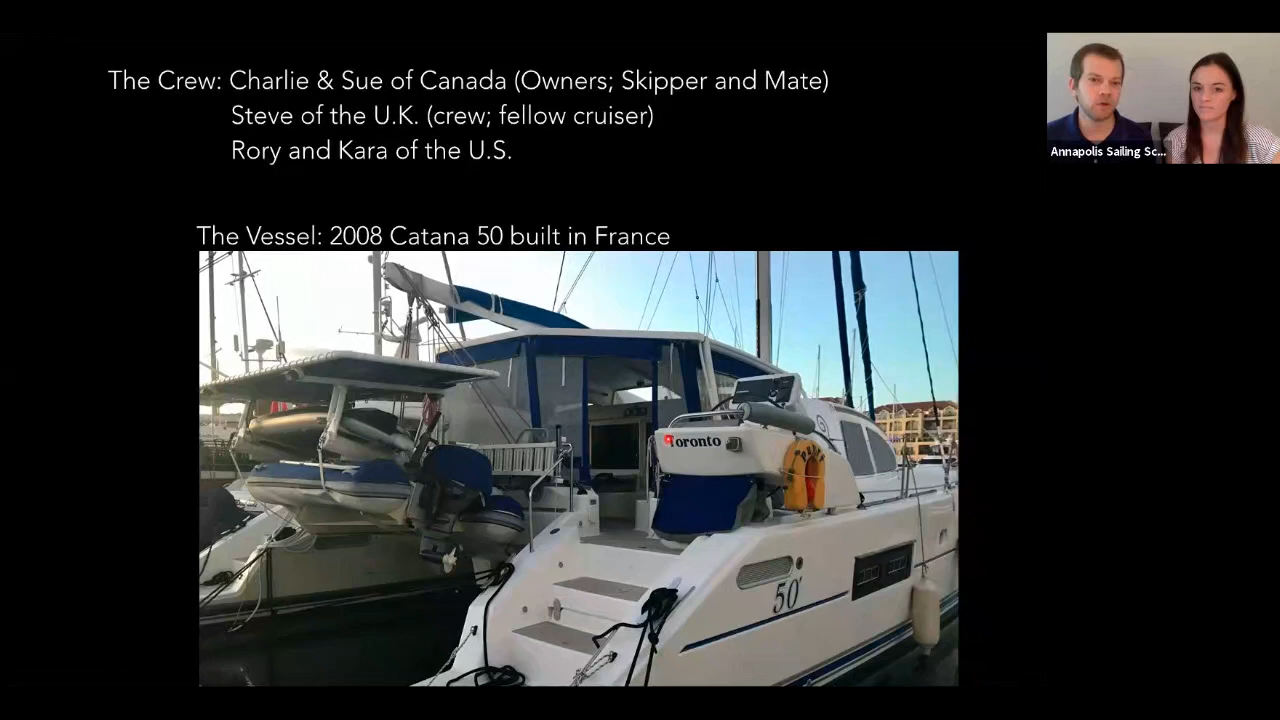 The Crew: Charlie & Sue of Canada (Owners; Skipper and Mate)
Steve of the U.K. (crew; fellow cruiser)
Rory and Kara of the U.S.
Annapolis Sailing Sc...
The Vessel: 2008 Catana 50 built in France
Toronto
50'